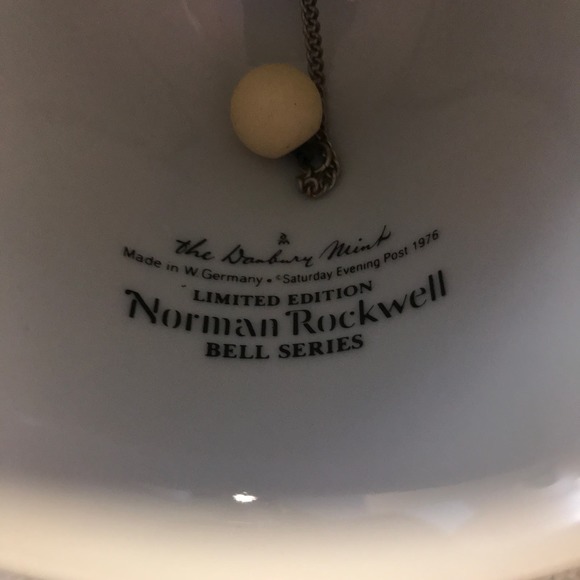 the Danbury Mint
Made in W. Germany • ©Saturday Evening Post 1976
LIMITED EDITION
Norman Rockwell
BELL SERIES